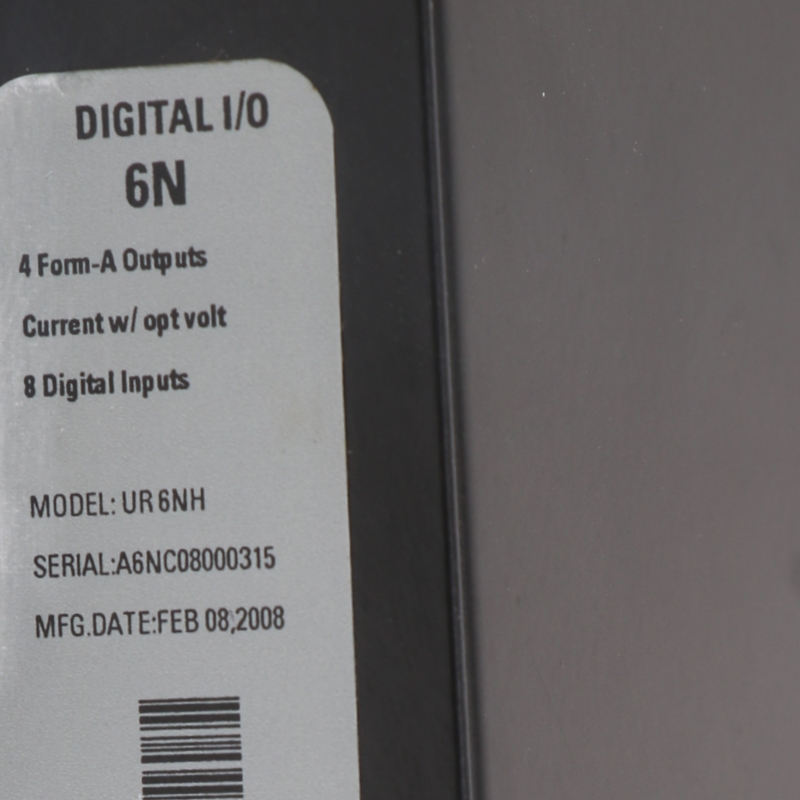 DIGITAL I/O
6N
4 Form-A Outputs
Current w/ opt volt
8 Digital Inputs
MODEL: UR 6NH
SERIAL:A6NC08000315
MFG.DATE:FEB 08,2008